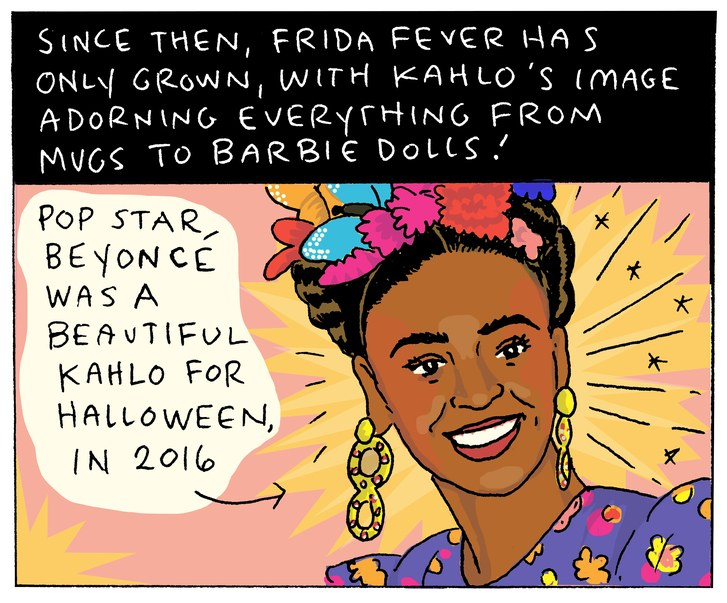 SINCE THEN, FRIDA FEVER HAS
ONLY GROWN, WITH KAHLO'S IMAGE
ADORNING EVERYTHING FROM
MUGS TO BARBIE DOLLS!
POP STAR,
BEYONCÉ
WAS A
BEAUTIFUL
KAHLO FOR
HALLOWEEN,
IN 2016